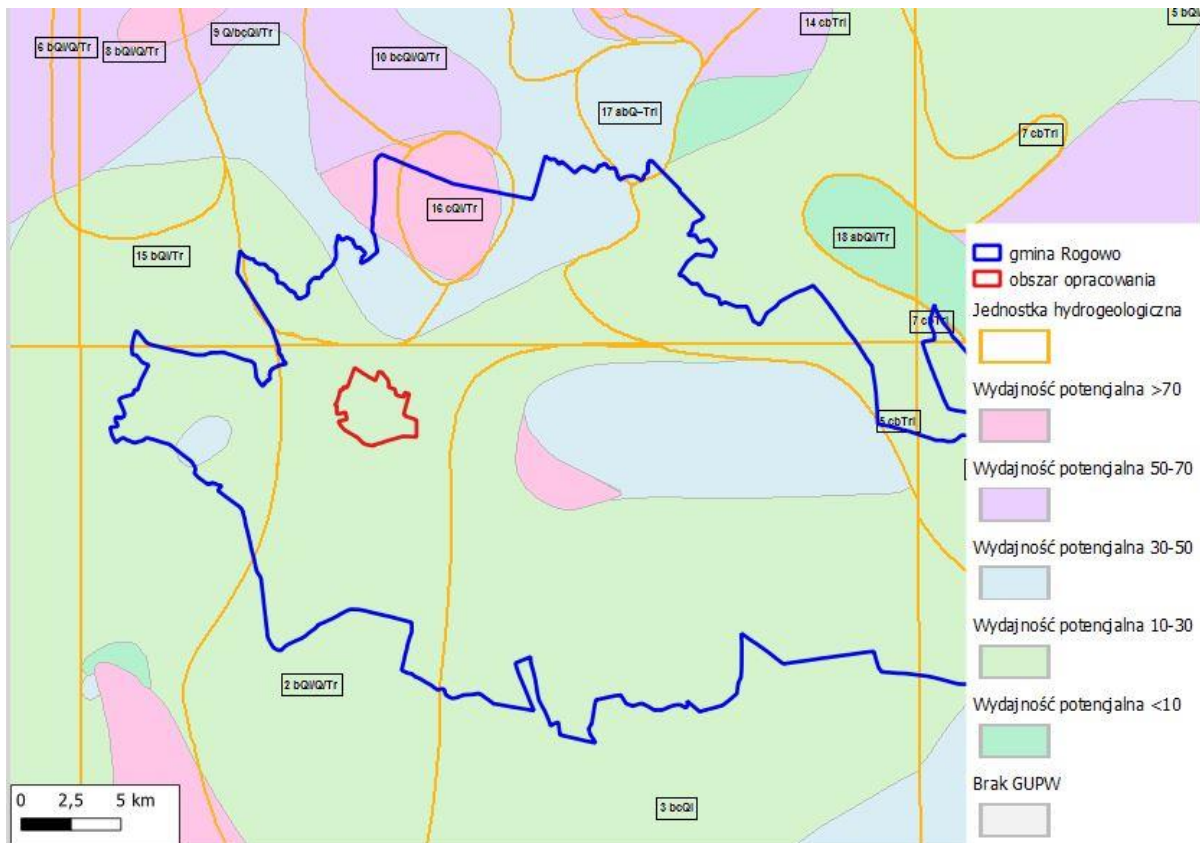 6 bQI/Q/Tr
8 bQI/Q/Tr
9 Q/bcQI/Tr
10 bcQI/Q/Tr
14 cbTrI
17 abQ–TrI
7 cbTrI
16 cQI/Tr
15 bQI/Tr
18 abQI/Tr
5 cbTrI
2 bQI/Q/Tr
3 bcQI
0 2,5 5 km
gmina Rogowo
obszar opracowania
Jednostka hydrogeologiczna
Wydajność potencjalna >70
Wydajność potencjalna 50-70
Wydajność potencjalna 30-50
Wydajność potencjalna 10-30
Wydajność potencjalna <10
Brak GUPW